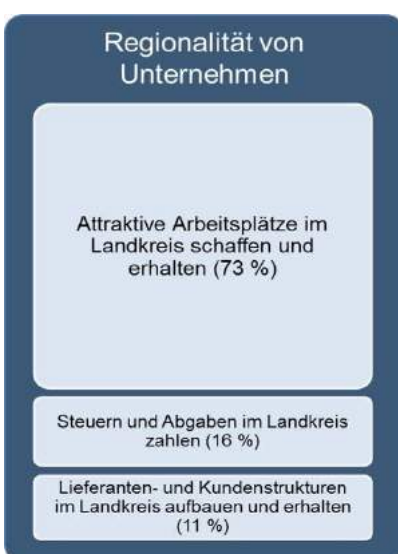 Regionalität von
Unternehmen
Attraktive Arbeitsplätze im
Landkreis schaffen und
erhalten (73 %)
Steuern und Abgaben im Landkreis
zahlen (16 %)
Lieferanten- und Kundenstrukturen
im Landkreis aufbauen und erhalten
(11 %)